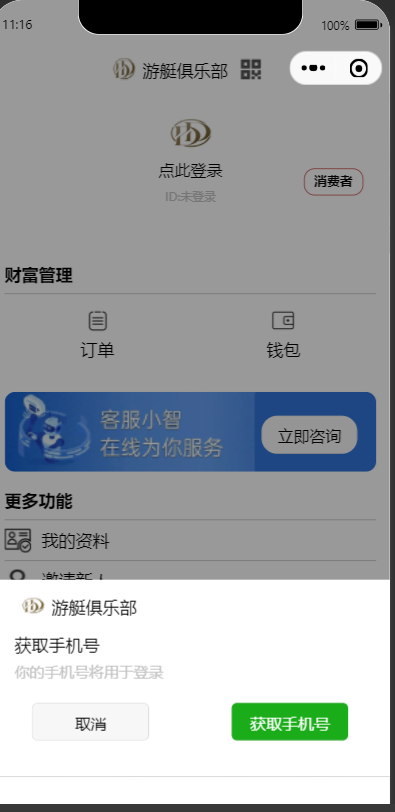 11:16
100%
游艇俱乐部
点此登录
ID:未登录
消费者
财富管理
订单
钱包
客服小智
在线为你服务
立即咨询
更多功能
我的资料
邀请新人
游艇俱乐部
获取手机号
你的手机号将用于登录
取消
获取手机号